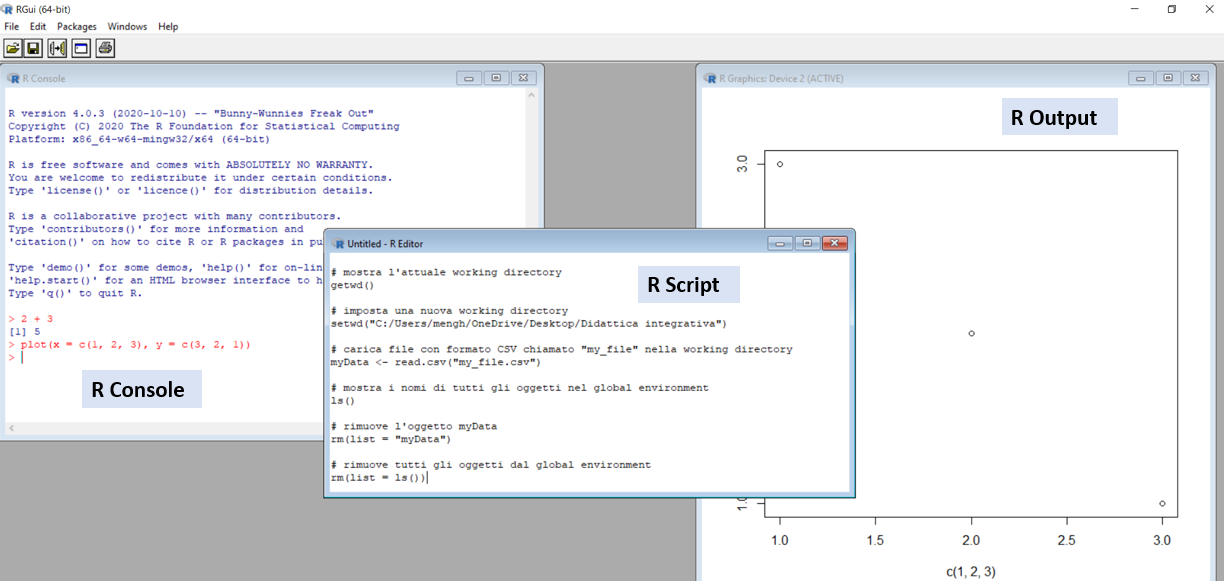 RGui (64-bit)
File Edit Packages Windows Help
R Console
R version 4.0.3 (2020-10-10) -- "Bunny-Wunnies Freak Out"
Copyright (C) 2020 The R Foundation for Statistical Computing
Platform: x86_64-w64-mingw32/x64 (64-bit)
R is free software and comes with ABSOLUTELY NO WARRANTY.
You are welcome to redistribute it under certain conditions.
Type 'license()' or 'licence()' for distribution details.
R is a collaborative project with many contributors.
Type 'contributors()' for more information and
'citation()' on how to cite R or R packages in pu
Type 'demo()' for some demos, 'help()' for on-lin
'help.start()' for an HTML browser interface to h
Type 'q()' to quit R.
> 2 + 3
[1] 5
> plot(x = c(1, 2, 3), y = c(3, 2, 1))
>
R Console
Untitled - R Editor
R Script
# mostra l'attuale working directory
getwd()
# imposta una nuova working directory
setwd("C:/Users/mengh/OneDrive/Desktop/Didattica integrativa")
# carica file con formato CSV chiamato "my_file" nella working directory
myData <- read.csv("my_file.csv")
# mostra i nomi di tutti gli oggetti nel global environment
ls()
# rimuove l'oggetto myData
rm(list = "myData")
# rimuove tutti gli oggetti dal global environment
rm(list = ls())
R Graphics: Device 2 (ACTIVE)
R Output
3.0
1.0
1.0 1.5 2.0 2.5 3.0
c(1, 2, 3)